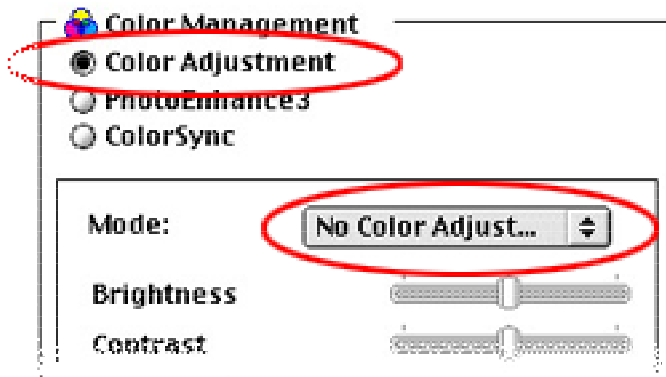 Color Management
Color Adjustment
PhotoEnhance3
ColorSync
Mode: No Color Adjust...
Brightness
Contrast